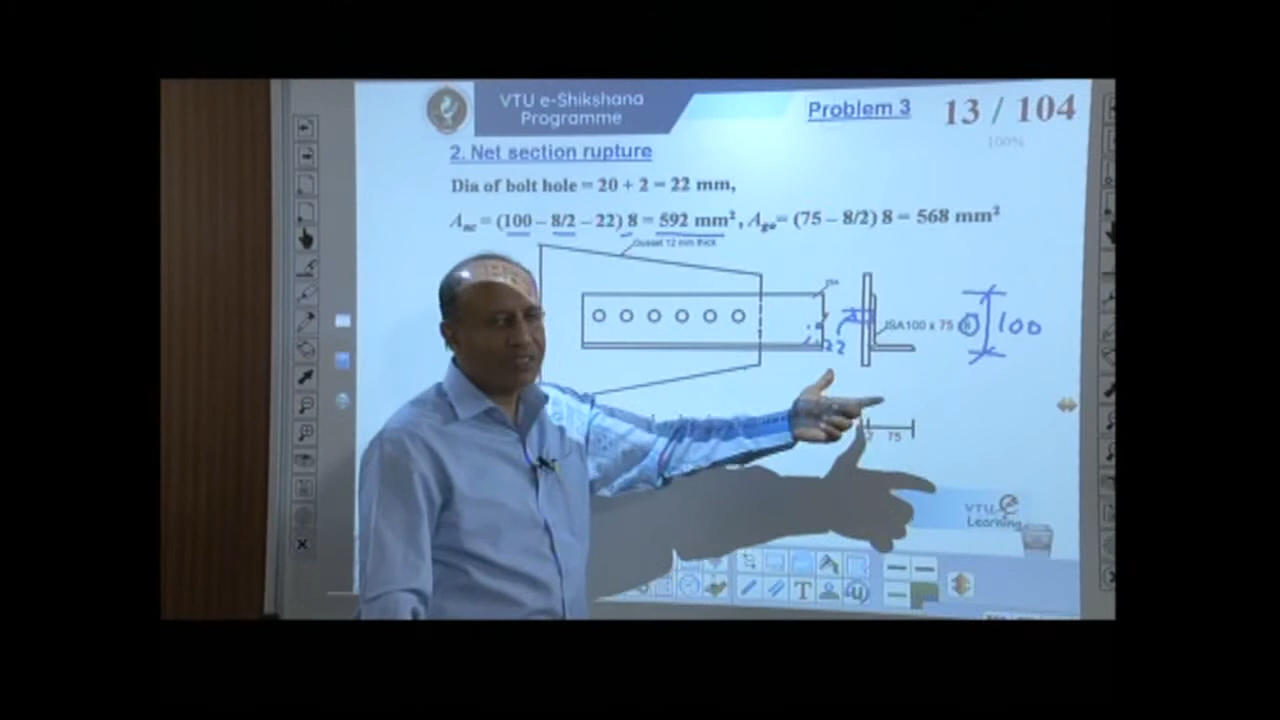 VTU e-Shikshana
Programme
Problem 3
13 / 104
100%
2. Net section rupture
Dia of bolt hole = 20 + 2 = 22 mm,
Anc = (100 – 8/2 – 22) 8 = 592 mm², Ago= (75 – 8/2) 8 = 568 mm²
Gusset 12 mm thick
ISA100 x 75
8
100
22
75
VTU
Learning
T